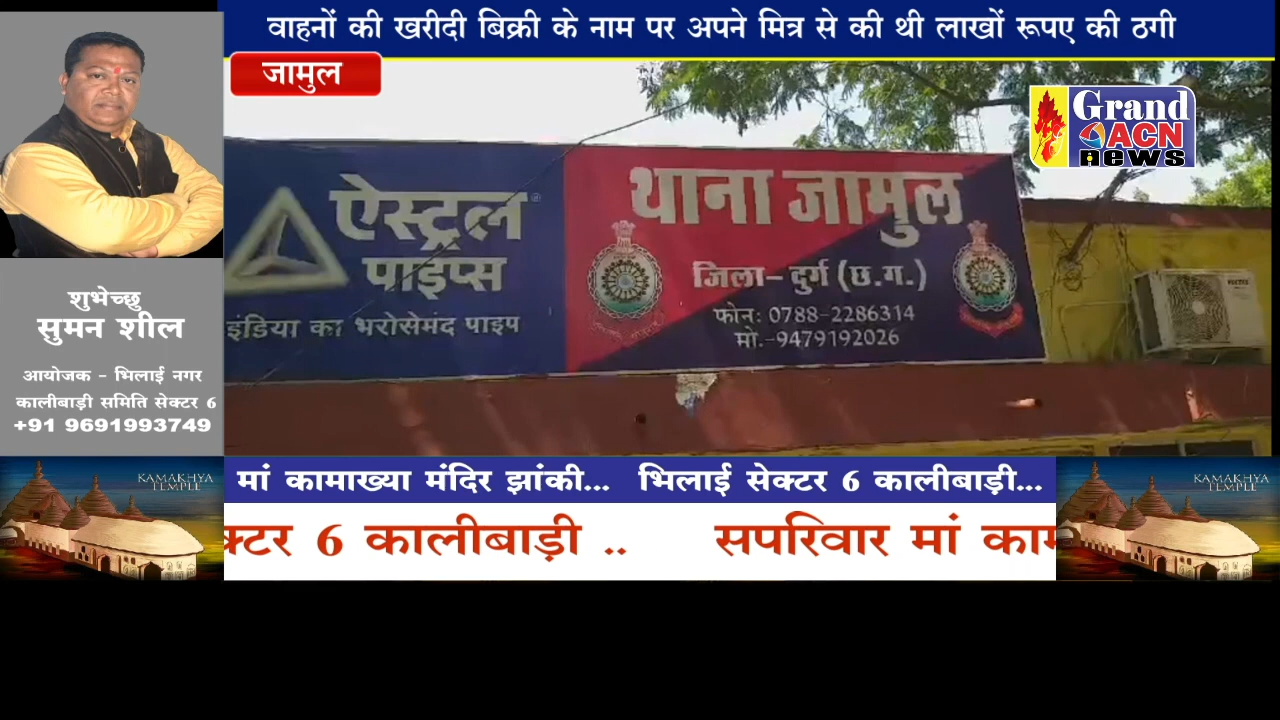 वाहनों की खरीदी बिक्री के नाम पर अपने मित्र से की थी लाखों रूपए की ठगी
जामुल
Grand
ACN
news
ऐस्ट्रल
पाइप्स
इंडिया का भरोसेमंद पाइप
थाना जामुल
जिला- दुर्ग (छ.ग.)
फोन: 0788-2286314
मो.-9479192026
शुभेच्छु
सुमन शील
आयोजक - भिलाई नगर
कालीबाड़ी समिति सेक्टर 6
+91 9691993749
KAMAKHYA
TEMPLE
मां कामाख्या मंदिर झांकी... भिलाई सेक्टर 6 कालीबाड़ी...
KAMAKHYA
TEMPLE
क्टर 6 कालीबाड़ी .. सपरिवार मां काम